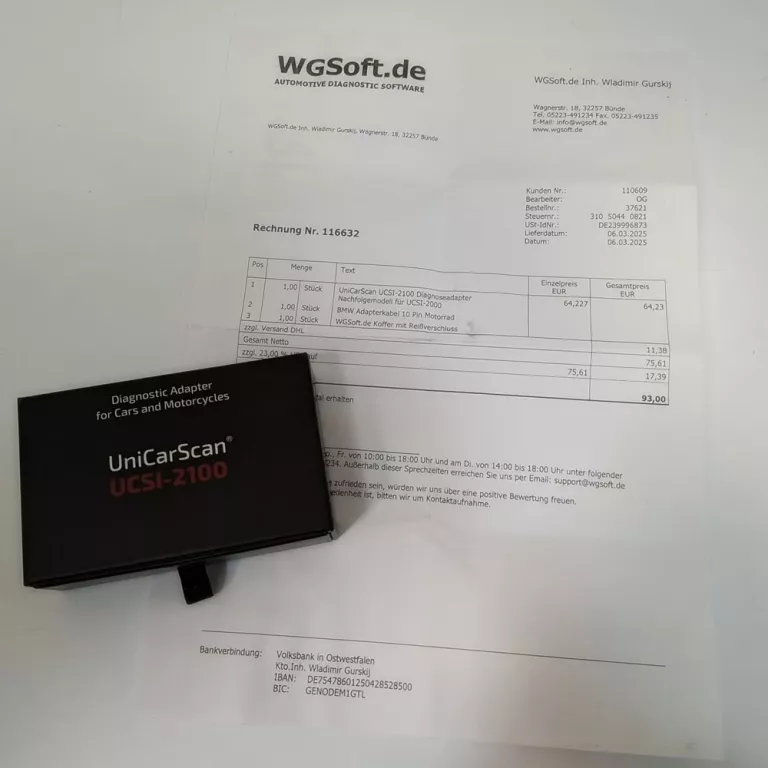 WGSoft.de
AUTOMOTIVE DIAGNOSTIC SOFTWARE
WGSoft.de Inh. Wladimir Gurskij
Wagnerstr. 18, 32257 Bünde
Tel. 05223-491234 Fax. 05223-491235
E-Mail: info@wgsoft.de
www.wgsoft.de
WGSoft.de Inh. Wladimir Gurskij, Wagnerstr. 18, 32257 Bünde
Kunden Nr.: 110609
Bearbeiter: OG
Bestellnr.: 37621
Steuernr.: 310 5044 0821
USt-IdNr.: DE239996873
Lieferdatum: 06.03.2025
Datum: 06.03.2025
Rechnung Nr. 116632
Pos Menge Text Einzelpreis EUR Gesamtpreis EUR
1 1,00 Stück UniCarScan UCSI-2100 Diagnoseadapter 64,227 64,23
Nachfolgemodell für UCSI-2000
2 1,00 Stück BMW Adapterkabel 10 Pin Motorrad
3 1,00 Stück WGSoft.de Koffer mit Reißverschluss
zzgl. Versand DHL 11,38
Gesamt Netto 75,61
zzgl. 23,00 % auf 75,61 17,39
93,00
erhalten
Fr. von 10:00 bis 18:00 Uhr und am Di. von 14:00 bis 18:00 Uhr unter folgender
234. Außerhalb dieser Sprechzeiten erreichen Sie uns per Email: support@wgsoft.de
zufrieden sein, würden wir uns über eine positive Bewertung freuen.
edenheit ist, bitten wir um Kontaktaufnahme.
Diagnostic Adapter
for Cars and Motorcycles
UniCarScan®
UCSI-2100
Bankverbindung: Volksbank in Ostwestfalen
Kto.Inh. Wladimir Gurskij
IBAN: DE75478601250428528500
BIC: GENODEM1GTL